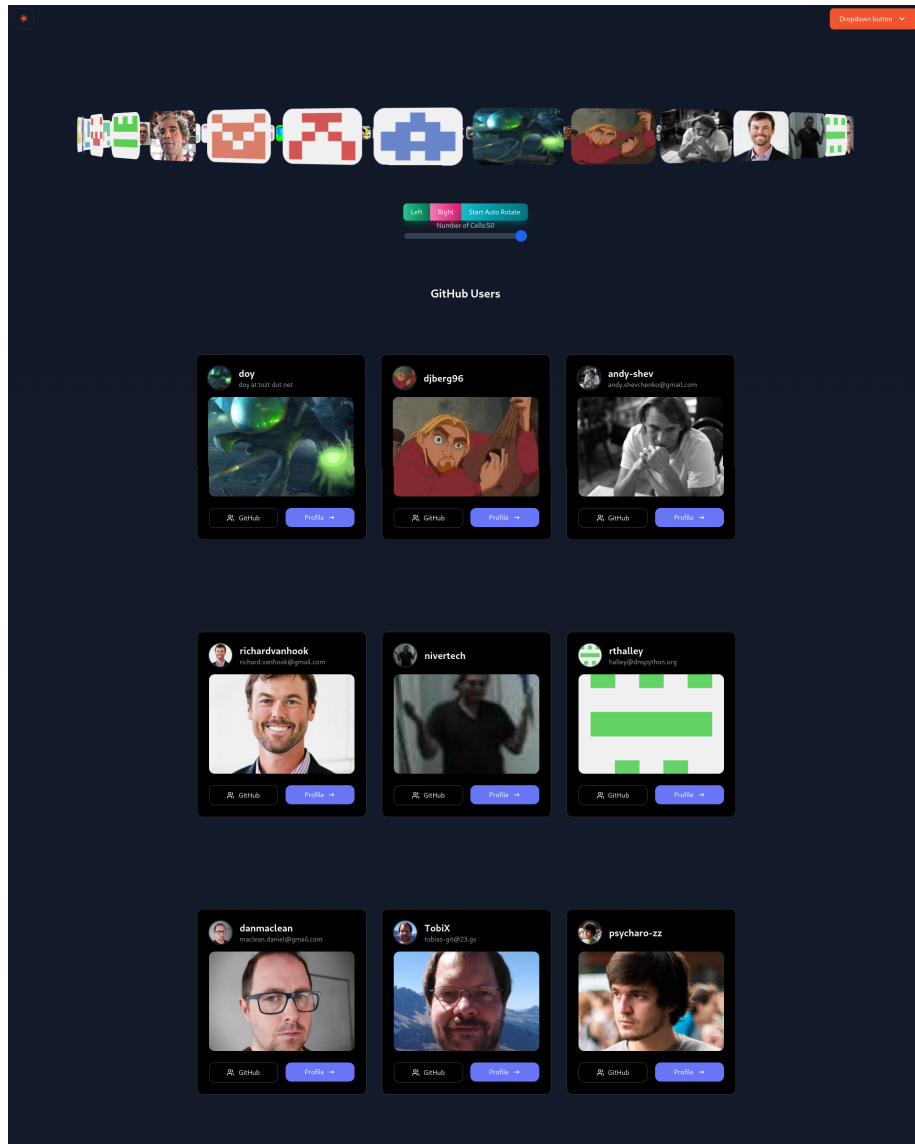 Dropdown button
Left Right Start Auto Rotate
Number of Cells:50
GitHub Users
doy
doy at tozt dot net
GitHub
Profile →
djberg96
GitHub
Profile →
andy-shev
andy.shevchenko@gmail.com
GitHub
Profile →
richardvanhook
richard.vanhook@gmail.com
GitHub
Profile →
nivertech
GitHub
Profile →
rthalley
halley@dnspython.org
GitHub
Profile →
danmaclean
maclean.daniel@gmail.com
GitHub
Profile →
TobiX
tobias-git@23.gs
GitHub
Profile →
psycharo-zz
GitHub
Profile →